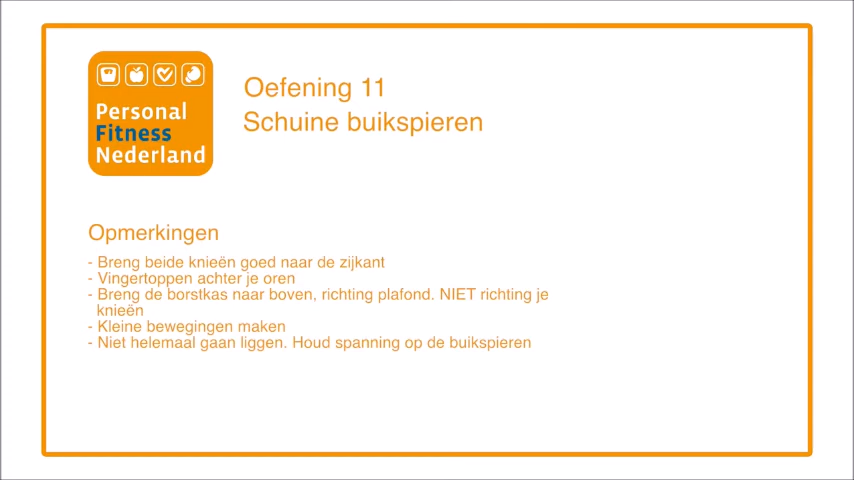 Personal
Fitness
Nederland
Oefening 11
Schuine buikspieren
Opmerkingen
- Breng beide knieën goed naar de zijkant
- Vingertoppen achter je oren
- Breng de borstkas naar boven, richting plafond. NIET richting je
knieën
- Kleine bewegingen maken
- Niet helemaal gaan liggen. Houd spanning op de buikspieren